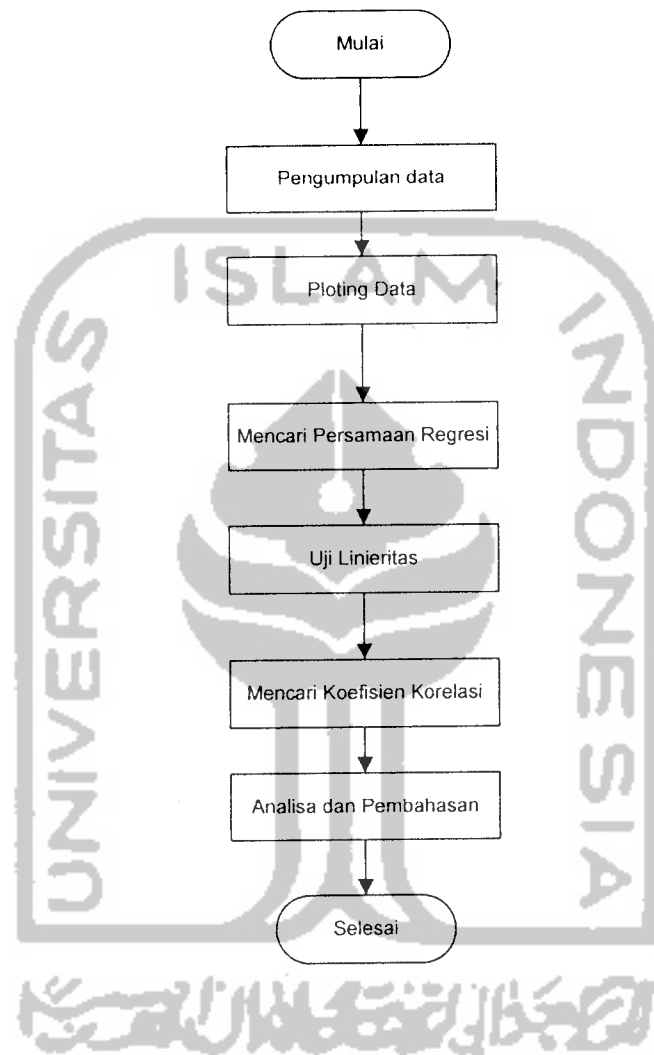 Mulai
Pengumpulan data
ISLAM
Ploting Data
UNIVERSITAS
INDONESIA
Mencari Persamaan Regresi
Uji Linieritas
Mencari Koefisien Korelasi
Analisa dan Pembahasan
Selesai